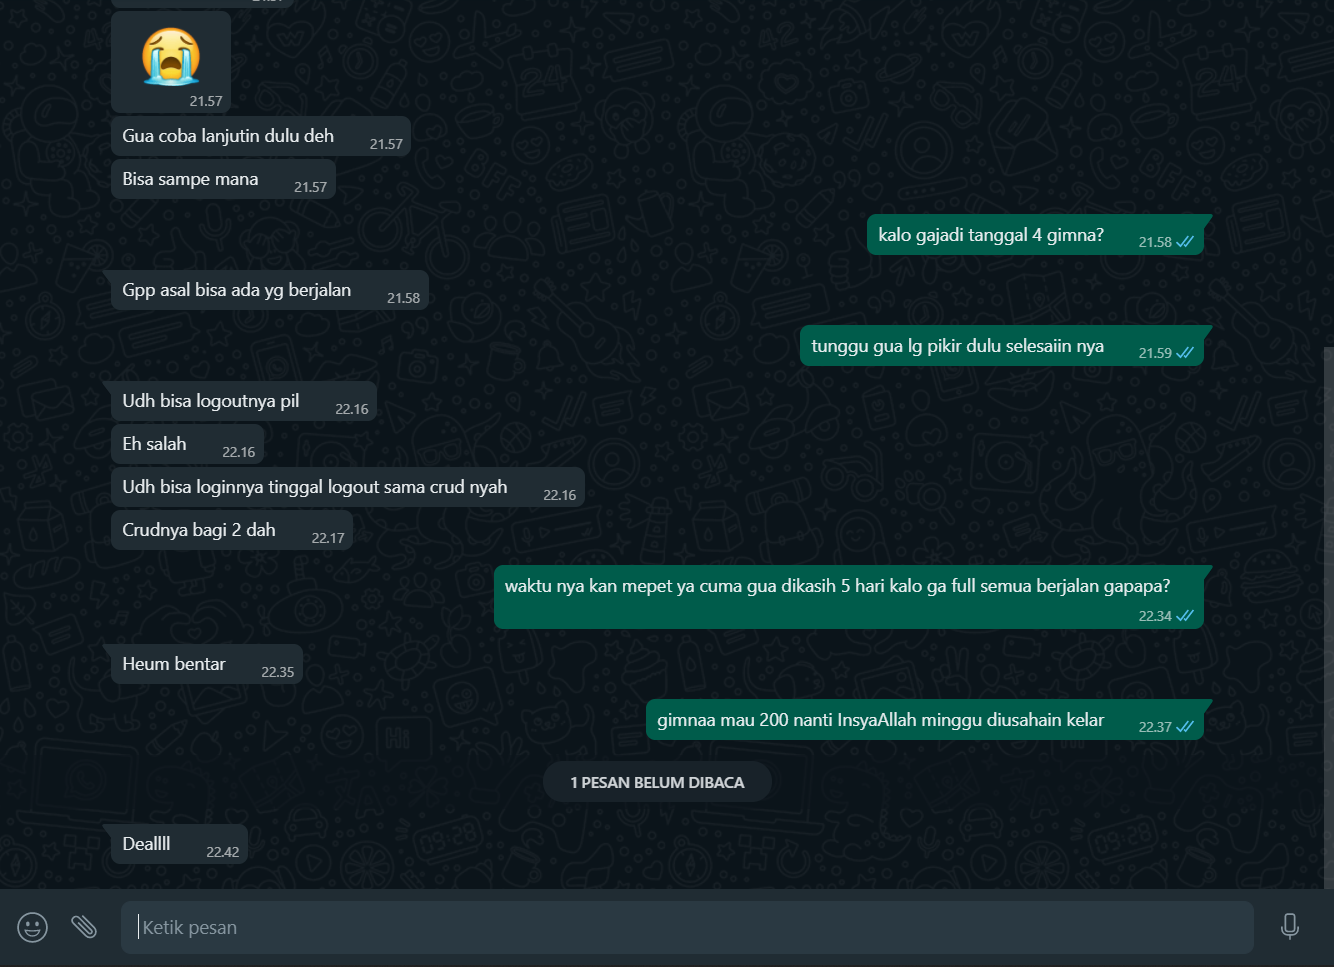 21.57
Gua coba lanjutin dulu deh 21.57
Bisa sampe mana 21.57
kalo gajadi tanggal 4 gimna? 21.58
Gpp asal bisa ada yg berjalan 21.58
tunggu gua lg pikir dulu selesaiin nya 21.59
Udh bisa logoutnya pil 22.16
Eh salah 22.16
Udh bisa loginnya tinggal logout sama crud nyah 22.16
Crudnya bagi 2 dah 22.17
waktu nya kan mepet ya cuma gua dikasih 5 hari kalo ga full semua berjalan gapapa?
22.34
Heum bentar 22.35
gimnaa mau 200 nanti InsyaAllah minggu diusahain kelar 22.37
1 PESAN BELUM DIBACA
Deallll 22.42
Ketik pesan